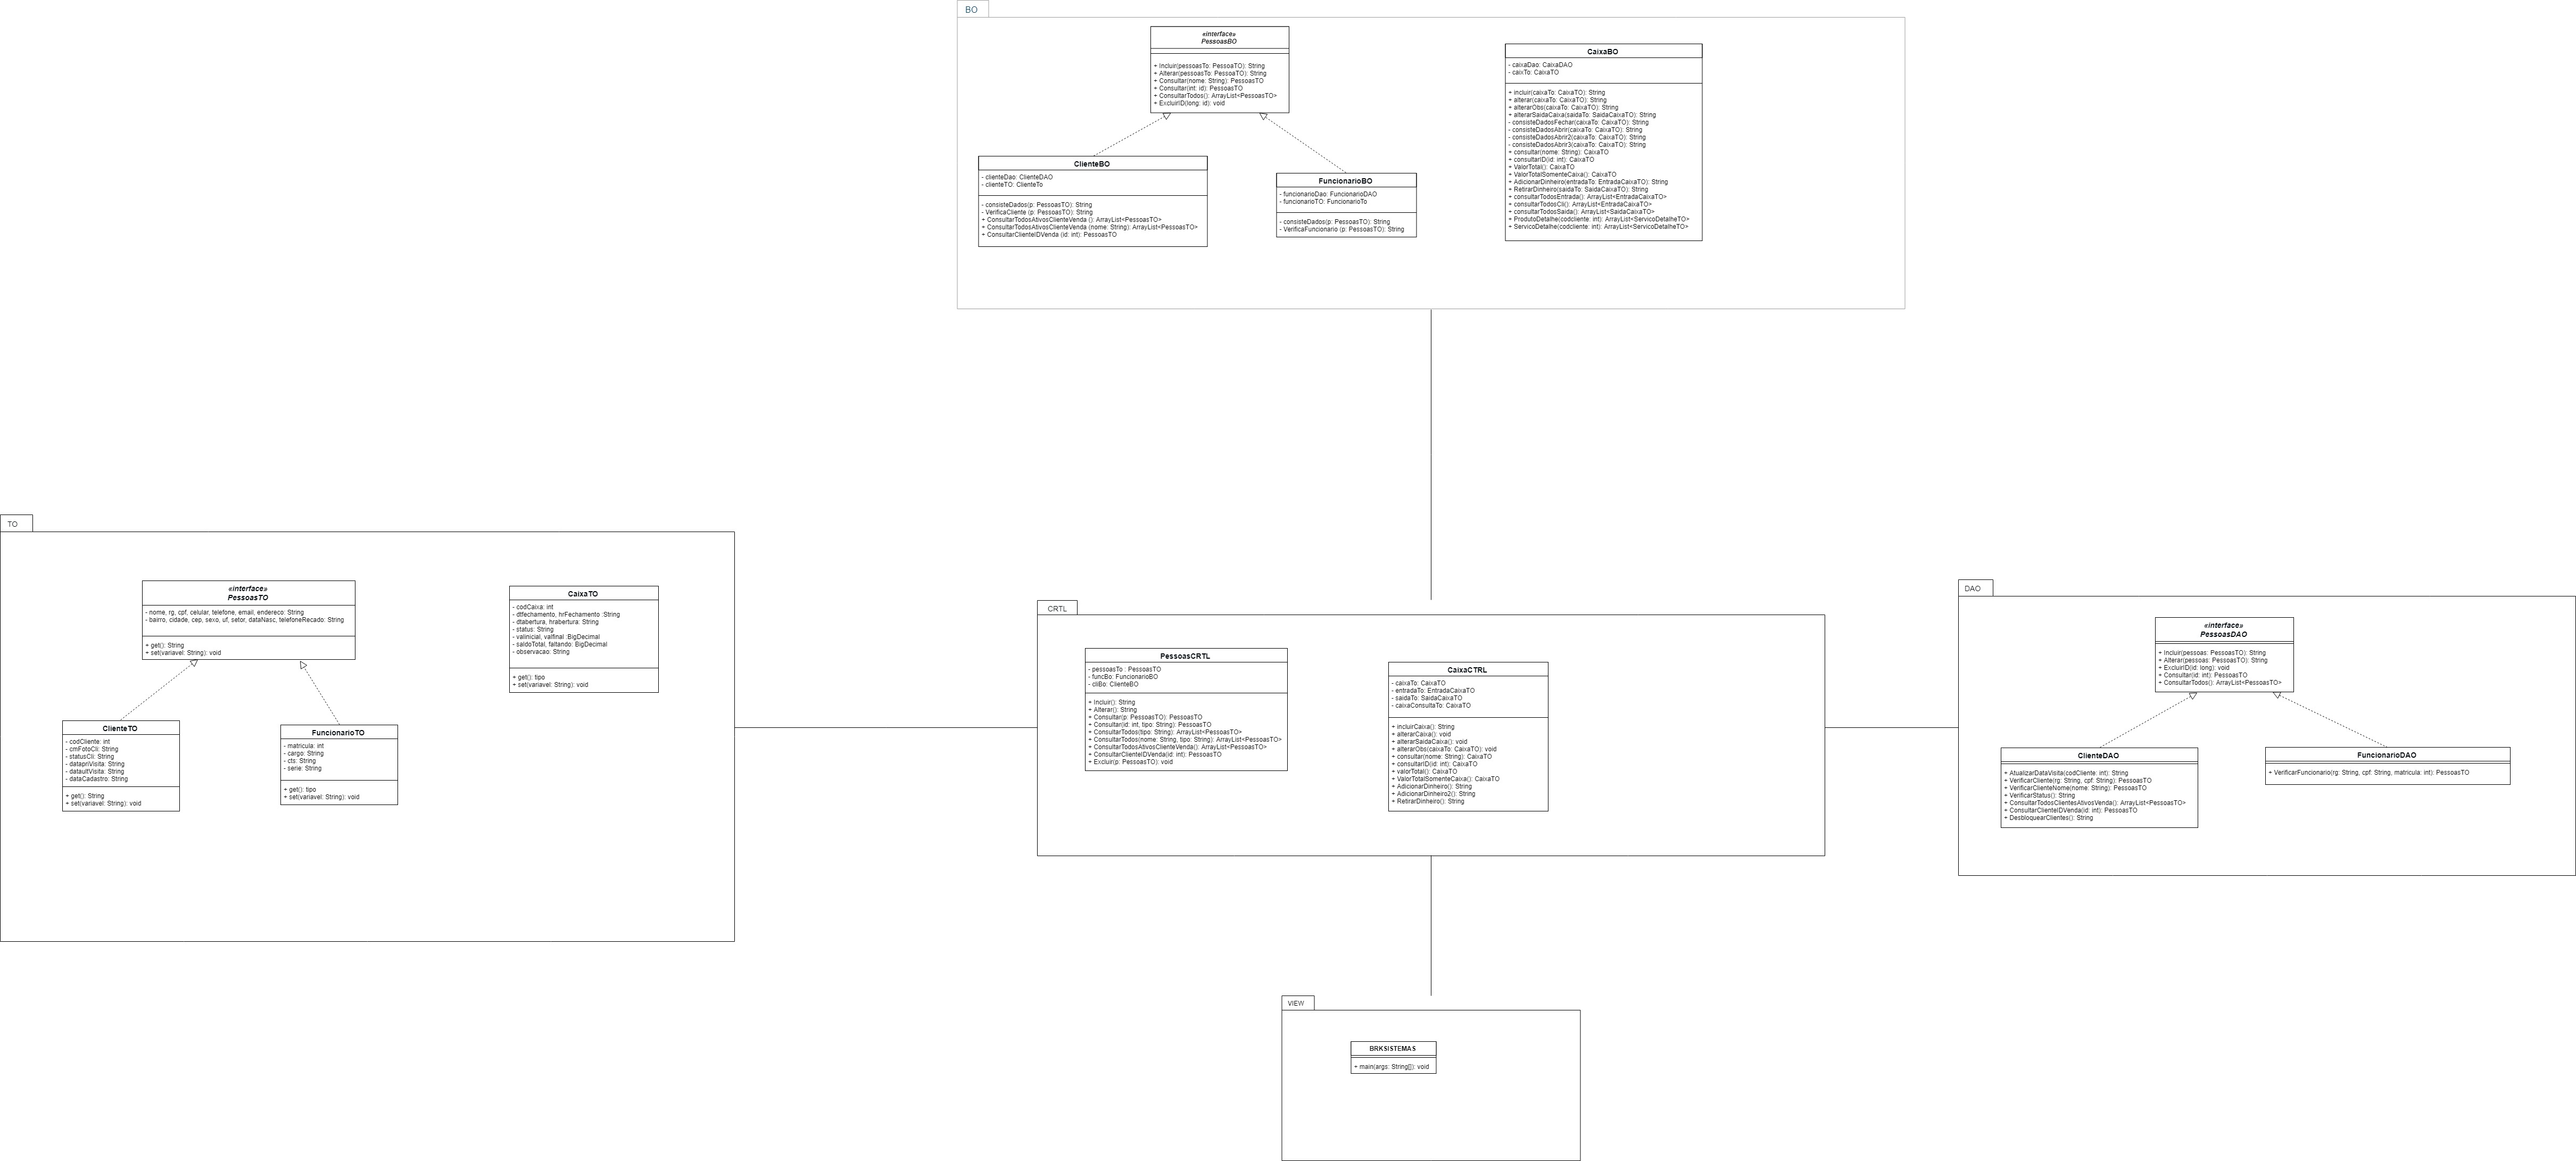 BO
«interface»
PessoasBO
+ Incluir(pessoasTo: PessoaTO): String
+ Alterar(pessoasTo: PessoaTO): String
+ Consultar(nome: String): PessoasTO
+ Consultar(int: id): PessoasTO
+ ConsultarTodos(): ArrayList<PessoasTO>
+ ExcluirID(long: id): void
ClienteBO
- clienteDao: ClienteDAO
- clienteTO: ClienteTo
- consisteDados(p: PessoasTO): String
- VerificaCliente (p: PessoasTO): String
+ ConsultarTodosAtivosClienteVenda (): ArrayList<PessoasTO>
+ ConsultarTodosAtivosClienteVenda (nome: String): ArrayList<PessoasTO>
+ ConsultarClienteIDVenda (id: int): PessoasTO
FuncionarioBO
- funcionarioDao: FuncionarioDAO
- funcionarioTO: FuncionarioTo
- consisteDados(p: PessoasTO): String
- VerificaFuncionario (p: PessoasTO): String
CaixaBO
- caixaDao: CaixaDAO
- caixTo: CaixaTO
+ incluir(caixaTo: CaixaTO): String
+ alterar(caixaTo: CaixaTO): String
+ alterarObs(caixaTo: CaixaTO): String
+ alterarSaidaCaixa(saidaTo: SaidaCaixaTO): String
- consisteDadosFechar(caixaTo: CaixaTO): String
- consisteDadosAbrir(caixaTo: CaixaTO): String
- consisteDadosAbrir2(caixaTo: CaixaTO): String
- consisteDadosAbrir3(caixaTo: CaixaTO): String
+ consultar(nome: String): CaixaTO
+ consultarID(id: int): CaixaTO
+ ValorTotal(): CaixaTO
+ ValorTotalSomenteCaixa(): CaixaTO
+ AdicionarDinheiro(entradaTo: EntradaCaixaTO): String
+ RetirarDinheiro(saidaTo: SaidaCaixaTO): String
+ consultarTodosEntrada(): ArrayList<EntradaCaixaTO>
+ consultarTodosCli(): ArrayList<EntradaCaixaTO>
+ consultarTodosSaida(): ArrayList<SaidaCaixaTO>
+ ProdutoDetalhe(codcliente: int): ArrayList<ServicoDetalheTO>
+ ServicoDetalhe(codcliente: int): ArrayList<ServicoDetalheTO>
TO
«interface»
PessoasTO
- nome, rg, cpf, celular, telefone, email, endereco: String
- bairro, cidade, cep, sexo, uf, setor, dataNasc, telefoneRecado: String
+ get(): String
+ set(variavel: String): void
CaixaTO
- codCaixa: int
- dtfechamento, hrFechamento :String
- dtabertura, hrabertura: String
- status: String
- valinicial, valfinal :BigDecimal
- saldoTotal, faltando: BigDecimal
- observacao: String
+ get(): tipo
+ set(variavel: String): void
ClienteTO
- codCliente: int
- cmFotoCli: String
- statusCli: String
- datapriVisita: String
- dataultVisita: String
- dataCadastro: String
+ get(): String
+ set(variavel: String): void
FuncionarioTO
- matricula: int
- cargo: String
- cts: String
- serie: String
+ get(): tipo
+ set(variavel: String): void
CRTL
PessoasCRTL
- pessoasTo : PessoasTO
- funcBo: FuncionarioBO
- cliBo: ClienteBO
+ Incluir(): String
+ Alterar(): String
+ Consultar(p: PessoasTO): PessoasTO
+ Consultar(id: int, tipo: String): PessoasTO
+ ConsultarTodos(tipo: String): ArrayList<PessoasTO>
+ ConsultarTodos(nome: String, tipo: String): ArrayList<PessoasTO>
+ ConsultarTodosAtivosClienteVenda(): ArrayList<PessoasTO>
+ ConsultarClienteIDVenda(id: int): PessoasTO
+ Excluir(p: PessoasTO): void
CaixaCTRL
- caixaTo: CaixaTO
- entradaTo: EntradaCaixaTO
- saidaTo: SaidaCaixaTO
- caixaConsultaTo: CaixaTO
+ incluirCaixa(): String
+ alterarCaixa(): void
+ alterarSaidaCaixa(): void
+ alterarObs(caixaTo: CaixaTO): void
+ consultar(nome: String): CaixaTO
+ consultarID(id: int): CaixaTO
+ valorTotal(): CaixaTO
+ ValorTotalSomenteCaixa(): CaixaTO
+ AdicionarDinheiro(): String
+ AdicionarDinheiro2(): String
+ RetirarDinheiro(): String
DAO
«interface»
PessoasDAO
+ Incluir(pessoas: PessoasTO): String
+ Alterar(pessoas: PessoasTO): String
+ ExcluirID(id: long): void
+ Consultar(id: int): PessoasTO
+ ConsultarTodos(): ArrayList<PessoasTO>
ClienteDAO
+ AtualizarDataVisita(codCliente: int): String
+ VerificarCliente(rg: String, cpf: String): PessoasTO
+ VerificarClienteNome(nome: String): PessoasTO
+ VerificarStatus(): String
+ ConsultarTodosClientesAtivosVenda(): ArrayList<PessoasTO>
+ ConsultarClienteIDVenda(id: int): PessoasTO
+ DesbloquearClientes(): String
FuncionarioDAO
+ VerificarFuncionario(rg: String, cpf: String, matricula: int): PessoasTO
VIEW
BRKSISTEMAS
+ main(args: String[]): void